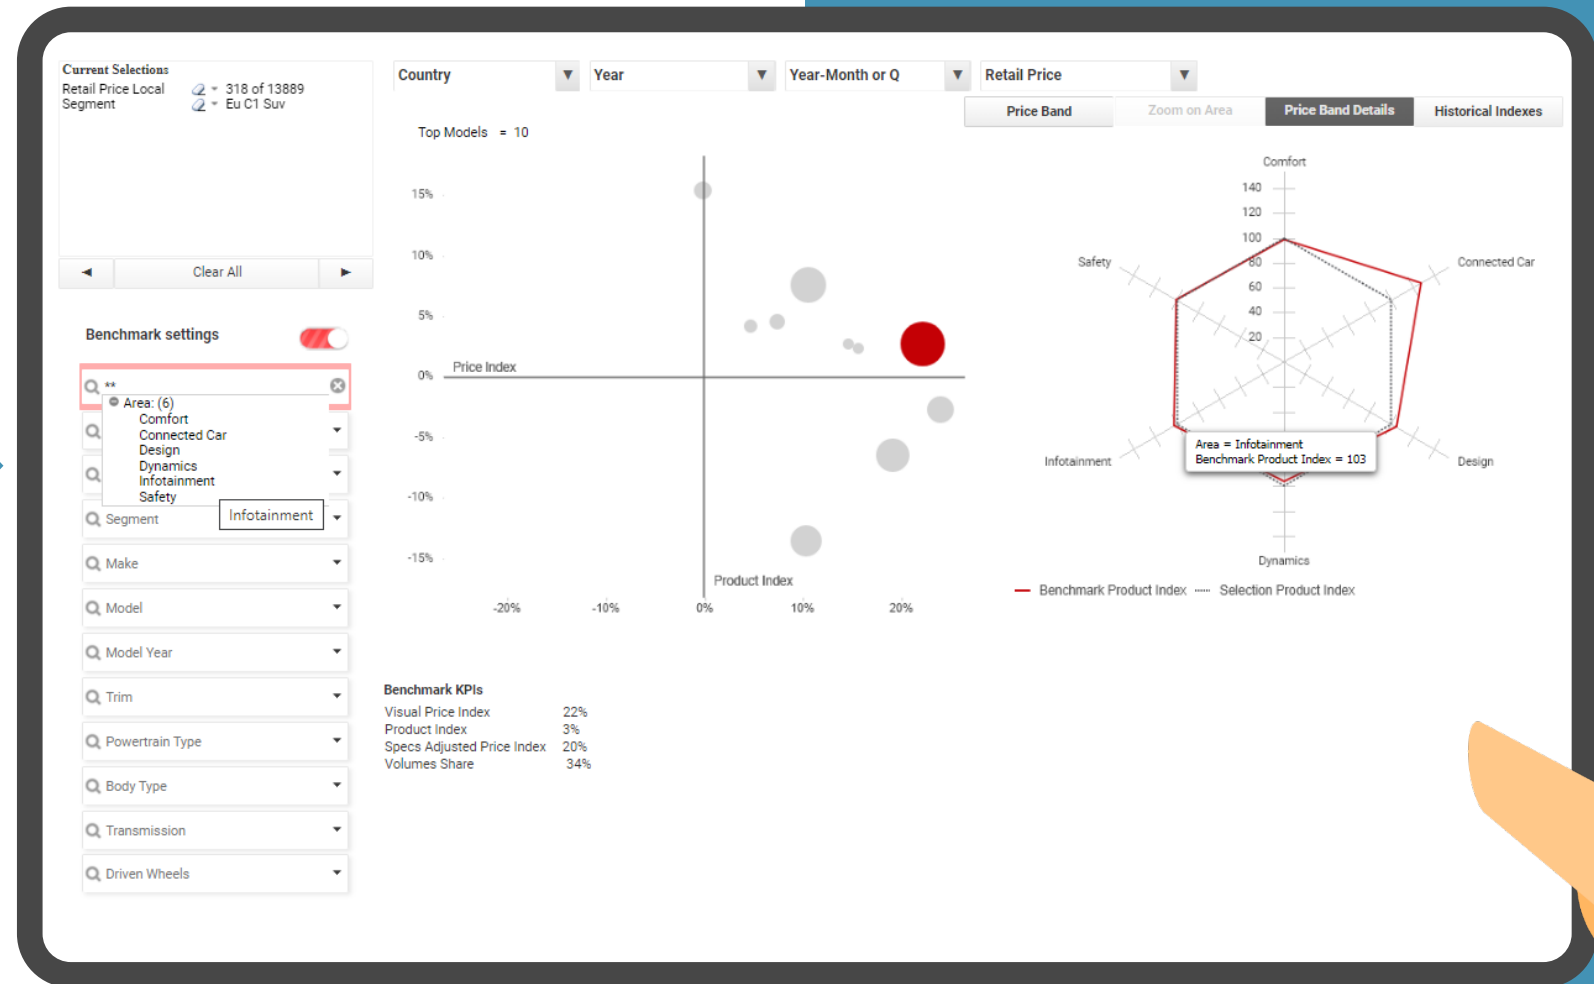 Current Selections
Retail Price Local 318 of 13889
Segment Eu C1 Suv
Clear All
Benchmark settings
**
Area: (6)
Comfort
Connected Car
Design
Dynamics
Infotainment
Safety
Infotainment
Segment
Make
Model
Model Year
Trim
Powertrain Type
Body Type
Transmission
Driven Wheels
Country Year Year-Month or Q Retail Price
Price Band Zoom on Area Price Band Details Historical Indexes
Top Models = 10
15%
10%
5%
0%
-5%
-10%
-15%
Price Index
Product Index
-20% -10% 0% 10% 20%
Comfort
140
120
100
80
60
40
20
Safety
Connected Car
Infotainment
Design
Area = Infotainment
Benchmark Product Index = 103
Dynamics
Benchmark Product Index Selection Product Index
Benchmark KPIs
Visual Price Index 22%
Product Index 3%
Specs Adjusted Price Index 20%
Volumes Share 34%